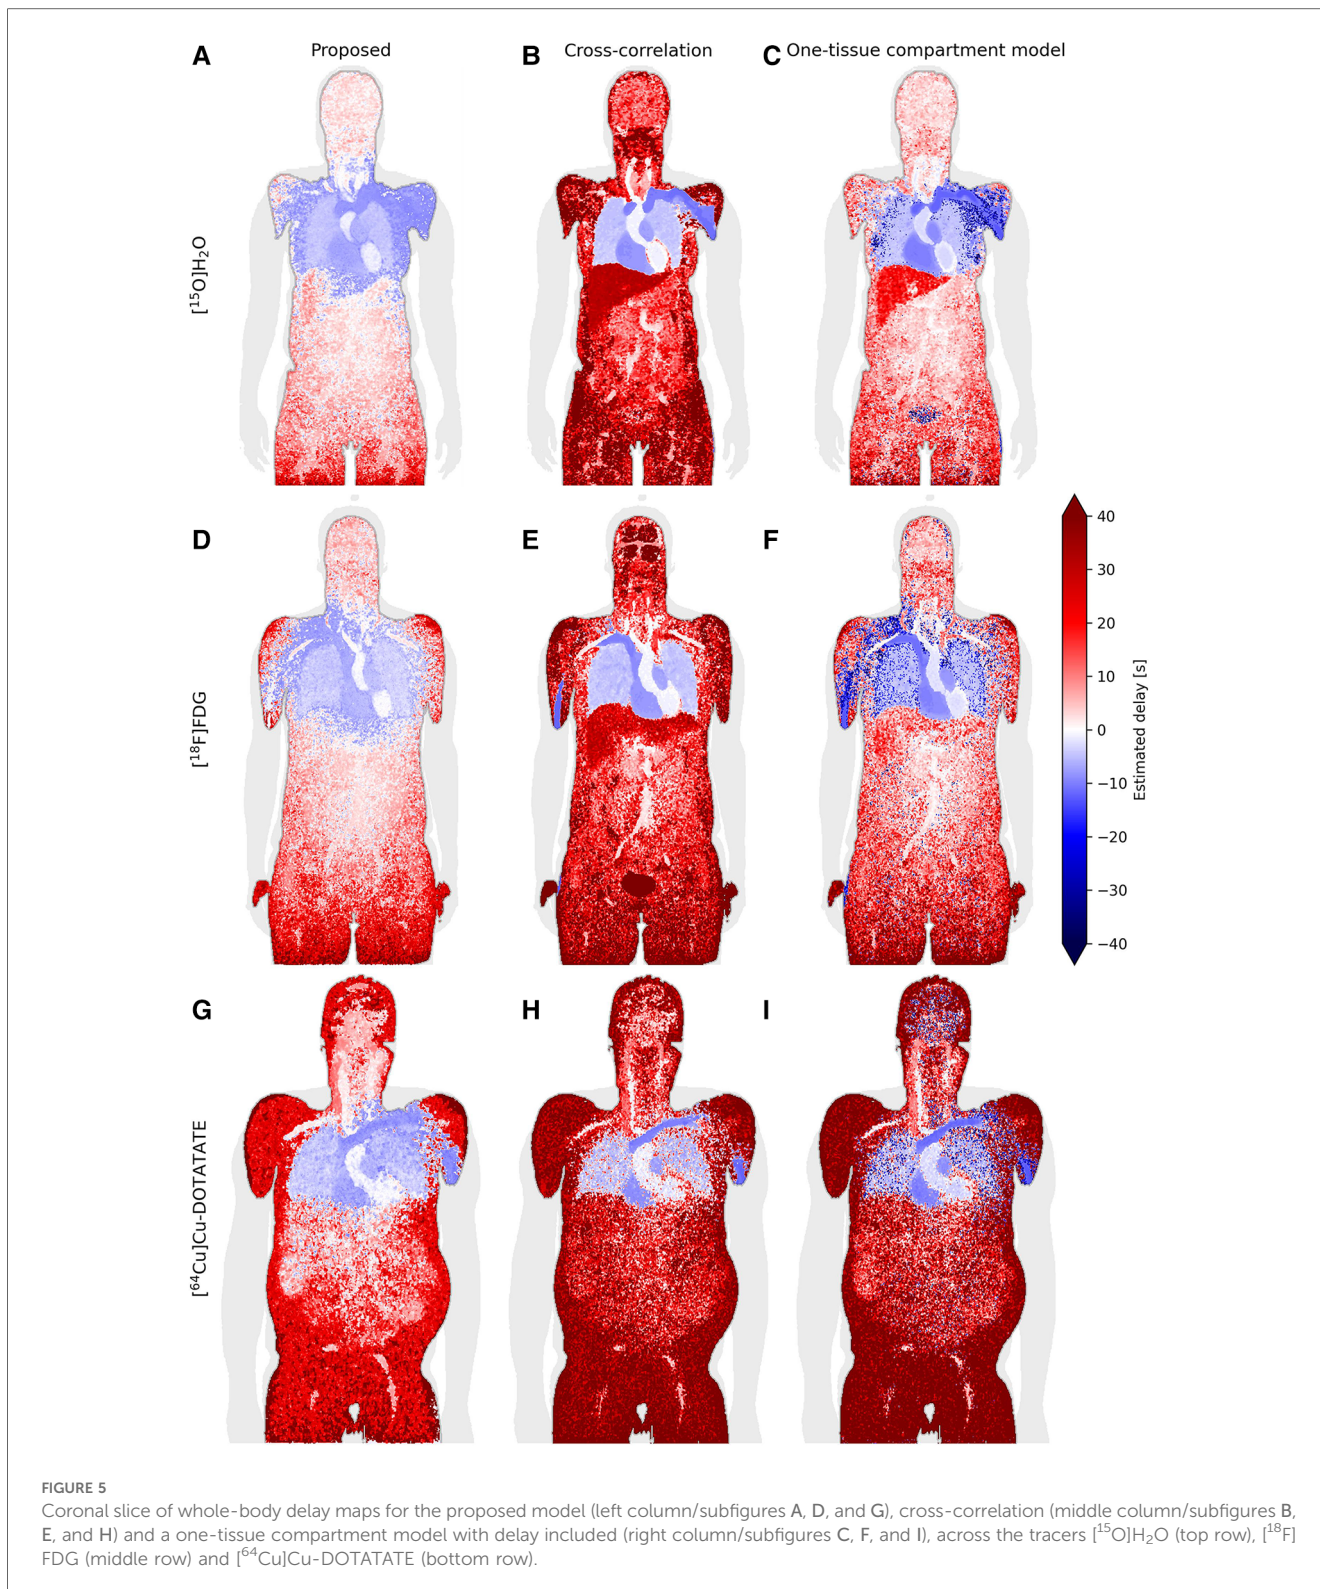 A Proposed B Cross-correlation C One-tissue compartment model
[¹⁵O]H₂O
D E F
[¹⁸F]FDG
40
30
20
10
0
−10
−20
−30
−40
Estimated delay [s]
G H I
[⁶⁴Cu]Cu-DOTATATE
FIGURE 5
Coronal slice of whole-body delay maps for the proposed model (left column/subfigures A, D, and G), cross-correlation (middle column/subfigures B,
E, and H) and a one-tissue compartment model with delay included (right column/subfigures C, F, and I), across the tracers [¹⁵O]H₂O (top row), [¹⁸F]
FDG (middle row) and [⁶⁴Cu]Cu-DOTATATE (bottom row).